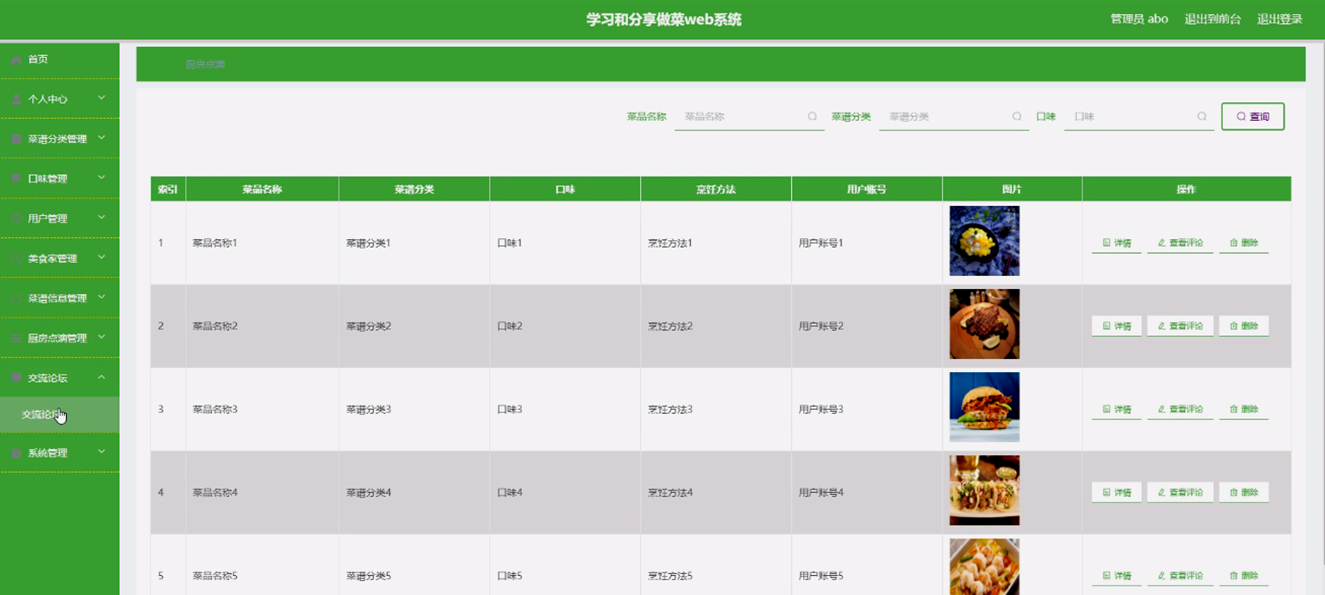 学习和分享做菜web系统
管理员 abo 退出到前台 退出登录
首页
个人中心
菜谱分类管理
口味管理
用户管理
美食家管理
菜谱信息管理
厨房点滴管理
交流论坛
交流论坛
系统管理
厨房点滴
菜品名称 菜品名称 菜谱分类 菜谱分类 口味 口味 查询
索引 菜品名称 菜谱分类 口味 烹饪方法 用户账号 图片 操作
1 菜品名称1 菜谱分类1 口味1 烹饪方法1 用户账号1 详情 查看评论 删除
2 菜品名称2 菜谱分类2 口味2 烹饪方法2 用户账号2 详情 查看评论 删除
3 菜品名称3 菜谱分类3 口味3 烹饪方法3 用户账号3 详情 查看评论 删除
4 菜品名称4 菜谱分类4 口味4 烹饪方法4 用户账号4 详情 查看评论 删除
5 菜品名称5 菜谱分类5 口味5 烹饪方法5 用户账号5 详情 查看评论 删除